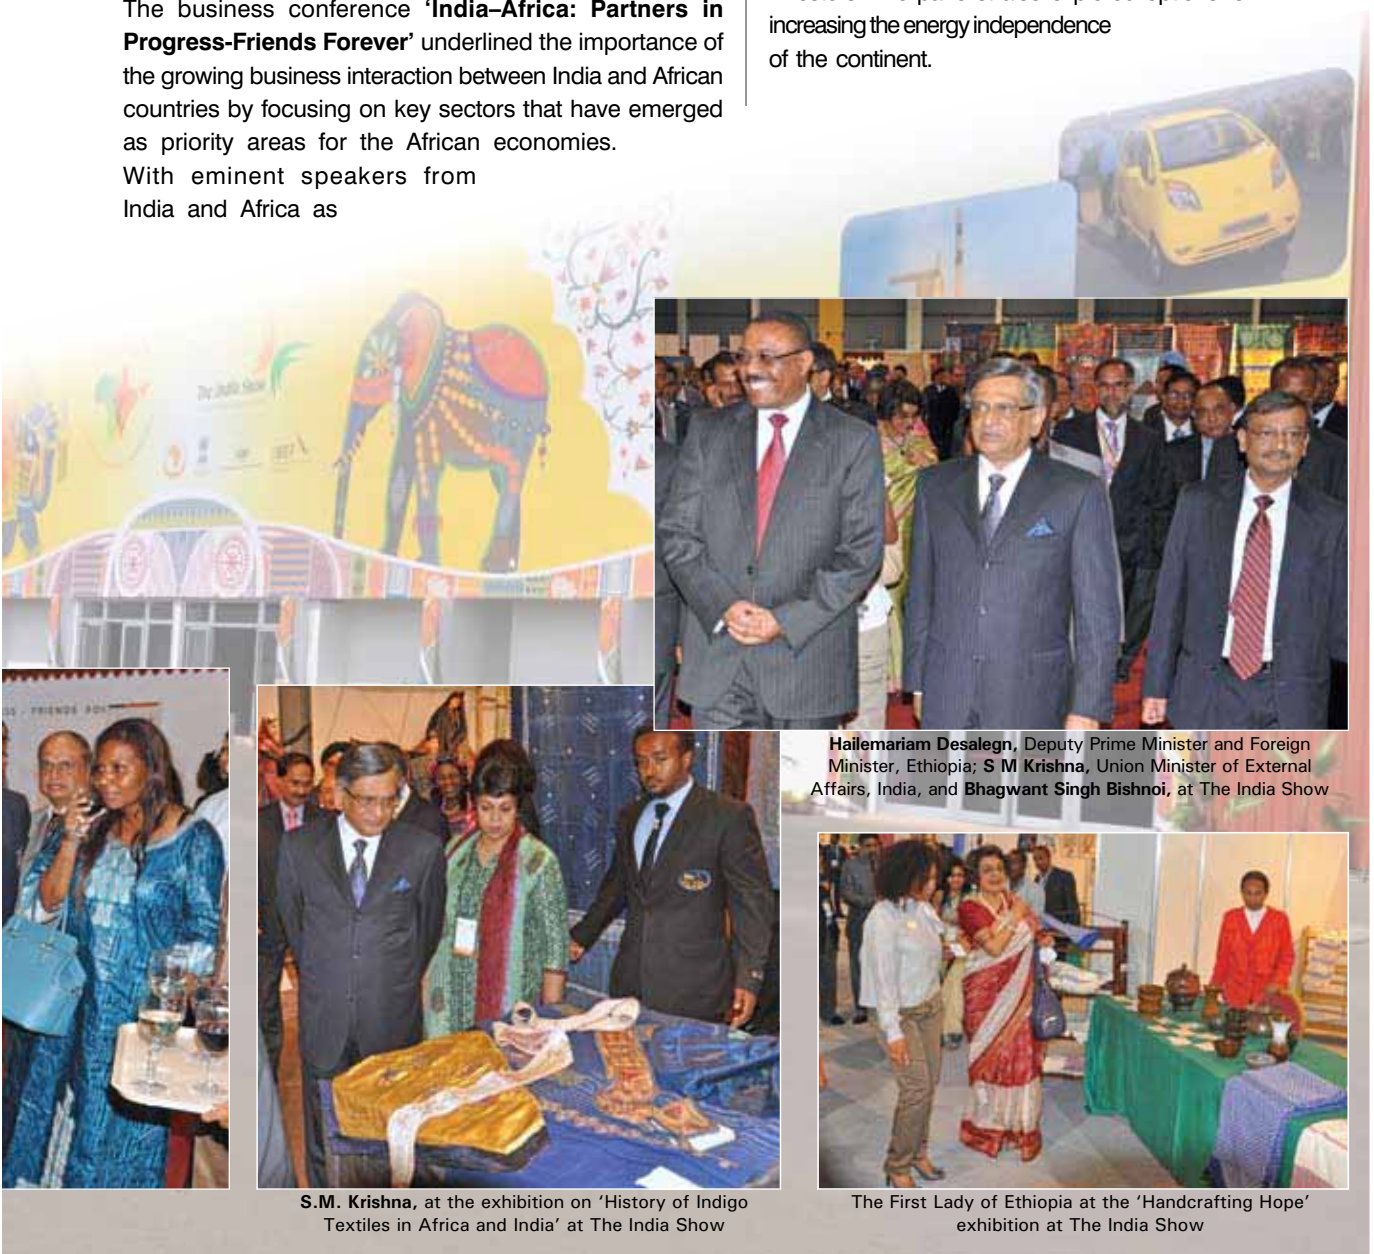 The business conference ‘India–Africa: Partners in
Progress-Friends Forever’ underlined the importance of
the growing business interaction between India and African
countries by focusing on key sectors that have emerged
as priority areas for the African economies.
With eminent speakers from
India and Africa as
increasing the energy independence
of the continent.
The India Show
- FRIENDS FOR
Hailemariam Desalegn, Deputy Prime Minister and Foreign
Minister, Ethiopia; S M Krishna, Union Minister of External
Affairs, India, and Bhagwant Singh Bishnoi, at The India Show
S.M. Krishna, at the exhibition on ‘History of Indigo
Textiles in Africa and India’ at The India Show
The First Lady of Ethiopia at the ‘Handcrafting Hope’
exhibition at The India Show